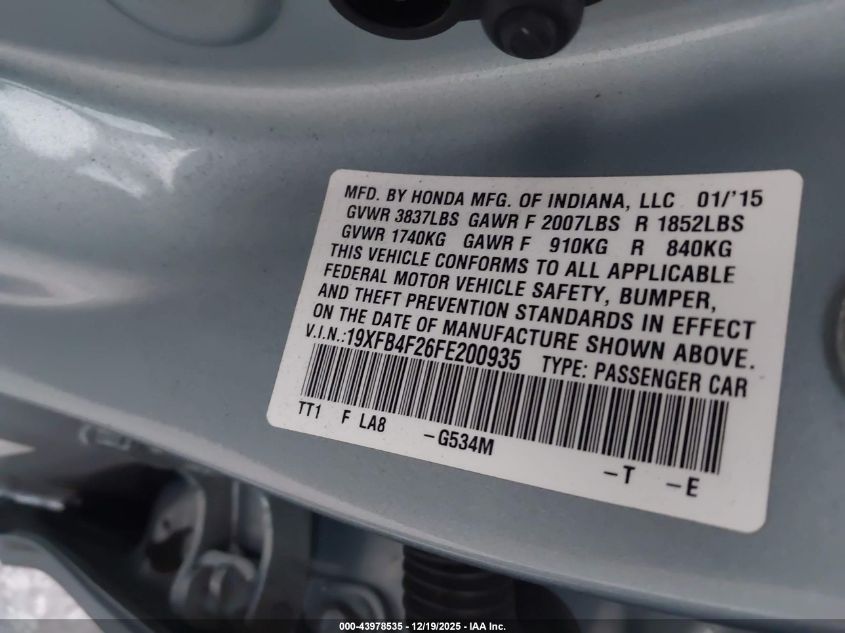 MFD. BY HONDA MFG. OF INDIANA, LLC 01/'15
GVWR 3837LBS GAWR F 2007LBS R 1852LBS
GVWR 1740KG GAWR F 910KG R 840KG
THIS VEHICLE CONFORMS TO ALL APPLICABLE
FEDERAL MOTOR VEHICLE SAFETY, BUMPER,
AND THEFT PREVENTION STANDARDS IN EFFECT
ON THE DATE OF MANUFACTURE SHOWN ABOVE.
V.I.N.:19XFB4F26FE200935 TYPE: PASSENGER CAR
TT1 F LA8 -G534M -T -E
000-43978535 - 12/19/2025 - IAA Inc.